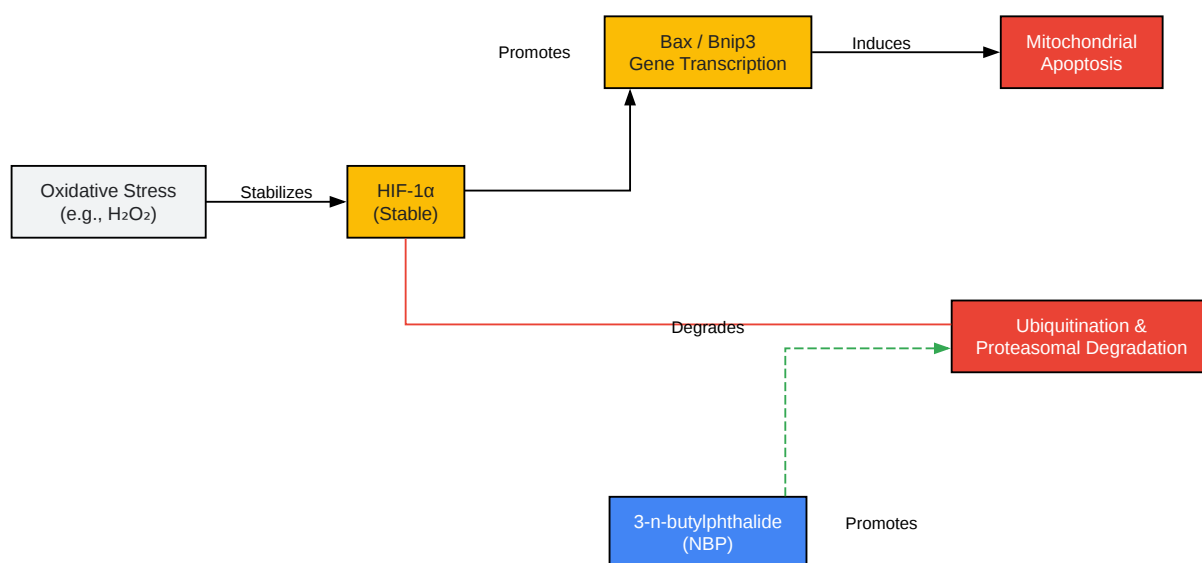 Bax / Bnip3
Gene Transcription
Promotes
Induces
Mitochondrial
Apoptosis
Oxidative Stress
(e.g., H₂O₂)
Stabilizes
HIF-1α
(Stable)
Degrades
Ubiquitination &
Proteasomal Degradation
3-n-butylphthalide
(NBP)
Promotes